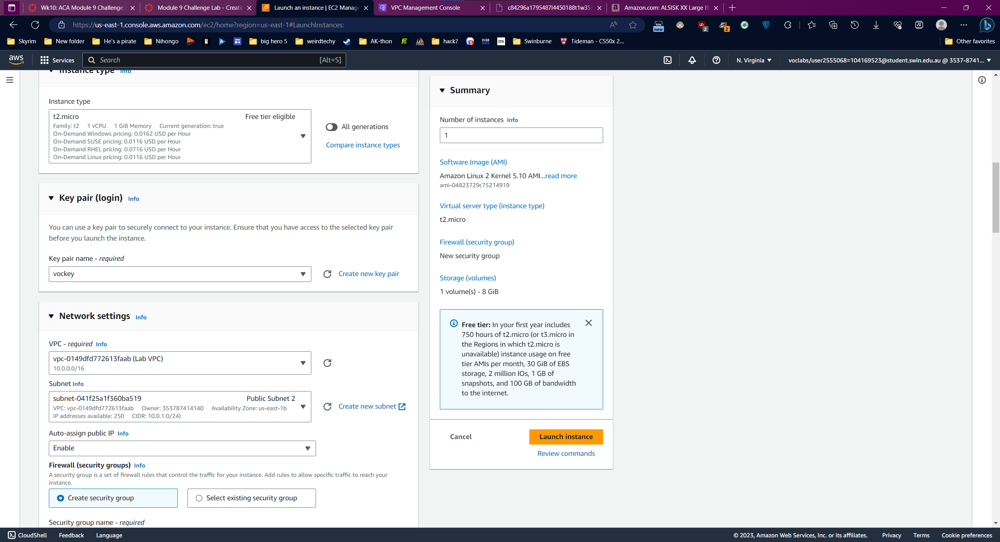 Wk10: ACA Module 9 Challenge
Module 9 Challenge Lab - Creati
Launch an instance | EC2 Manage
VPC Management Console
c84296a1795487l4450188t1w353
Amazon.com: ALSISK XX Large Bl
https://us-east-1.console.aws.amazon.com/ec2/home?region=us-east-1#LaunchInstances:
new
2
2
Skyrim
New folder
He's a pirate
Nihongo
big hero 5
weirdtechy
AK-thon
hack?
DS
Swinburne
Tideman - CS50x 2...
Other favorites
aws
Services
Search
[Alt+S]
N. Virginia
voclabs/user2555068=104169523@student.swin.edu.au @ 3537-8741...
Instance type Info
Instance type
t2.micro
Free tier eligible
Family: t2 1 vCPU 1 GiB Memory Current generation: true
On-Demand Windows pricing: 0.0162 USD per Hour
On-Demand SUSE pricing: 0.0116 USD per Hour
On-Demand RHEL pricing: 0.0716 USD per Hour
On-Demand Linux pricing: 0.0116 USD per Hour
All generations
Compare instance types
Key pair (login) Info
You can use a key pair to securely connect to your instance. Ensure that you have access to the selected key pair
before you launch the instance.
Key pair name - required
vockey
Create new key pair
Network settings Info
VPC - required Info
vpc-0149dfd772613faab (Lab VPC)
10.0.0.0/16
Subnet Info
subnet-041f25a1f360ba519
Public Subnet 2
VPC: vpc-0149dfd772613faab Owner: 353787414140 Availability Zone: us-east-1b
IP addresses available: 250 CIDR: 10.0.1.0/24)
Create new subnet
Auto-assign public IP Info
Enable
Firewall (security groups) Info
A security group is a set of firewall rules that control the traffic for your instance. Add rules to allow specific traffic to reach your
instance.
Create security group
Select existing security group
Security group name - required
Summary
Number of instances Info
1
Software Image (AMI)
Amazon Linux 2 Kernel 5.10 AMI...read more
ami-04823729c75214919
Virtual server type (instance type)
t2.micro
Firewall (security group)
New security group
Storage (volumes)
1 volume(s) - 8 GiB
Free tier: In your first year includes
750 hours of t2.micro (or t3.micro in
the Regions in which t2.micro is
unavailable) instance usage on free
tier AMIs per month, 30 GiB of EBS
storage, 2 million IOs, 1 GB of
snapshots, and 100 GB of bandwidth
to the internet.
Cancel
Launch instance
Review commands
CloudShell
Feedback
Language
© 2023, Amazon Web Services, Inc. or its affiliates.
Privacy
Terms
Cookie preferences